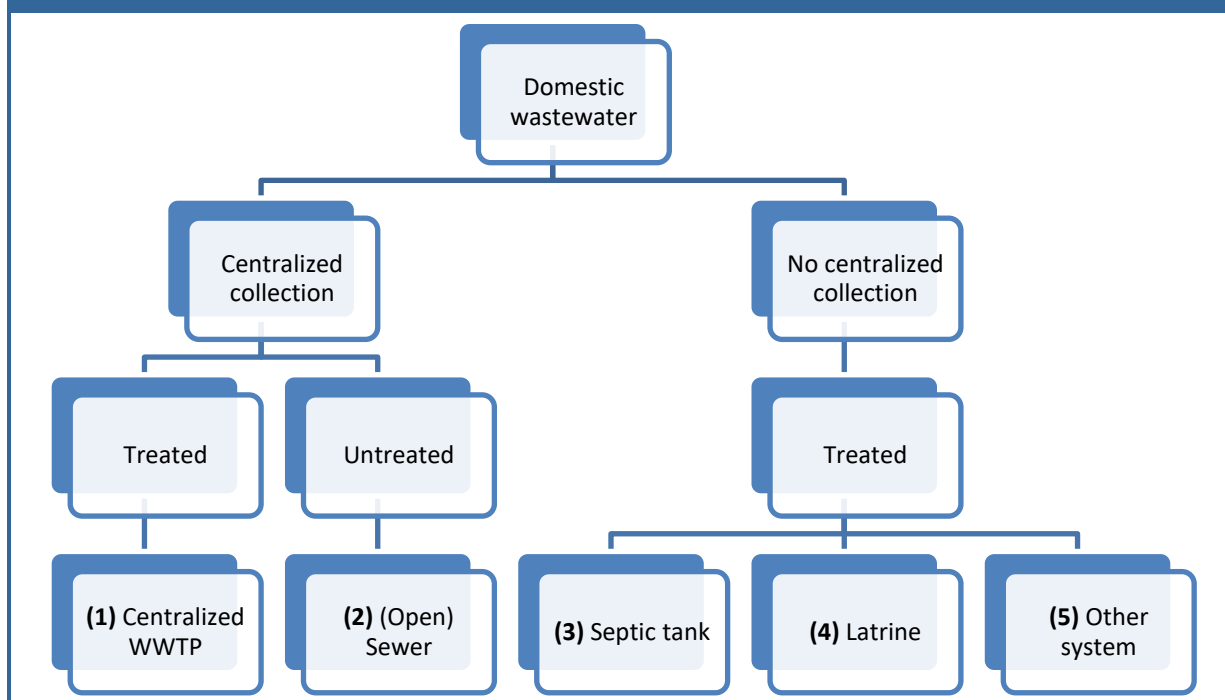 Domestic
wastewater
Centralized
collection
No centralized
collection
Treated
Untreated
Treated
(1) Centralized
WWTP
(2) (Open)
Sewer
(3) Septic tank
(4) Latrine
(5) Other
system